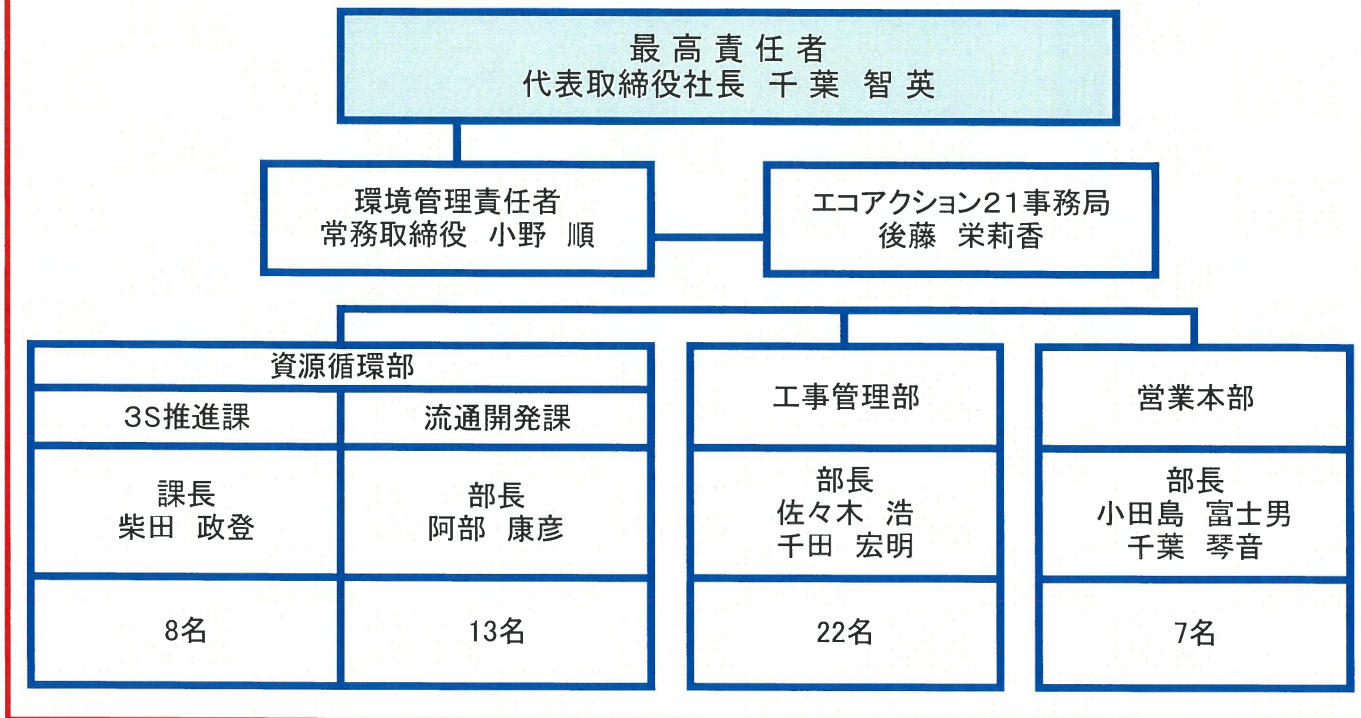 最高責任者
代表取締役社長 千葉 智英
環境管理責任者
常務取締役 小野 順
エコアクション21事務局
後藤 栄莉香
資源循環部
3S推進課
流通開発課
課長
柴田 政登
部長
阿部 康彦
8名
13名
工事管理部
部長
佐々木 浩
千田 宏明
22名
営業本部
部長
小田島 富士男
千葉 琴音
7名